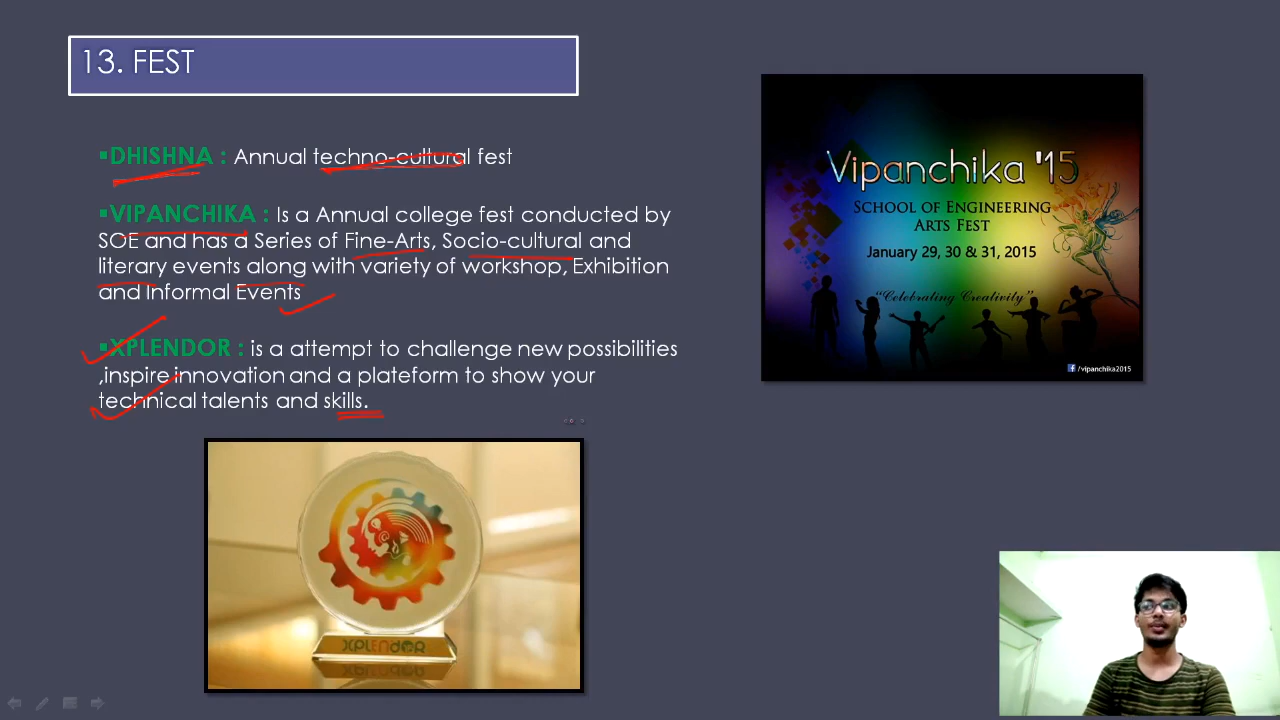 13. FEST
▪DHISHNA : Annual techno-cultural fest
▪VIPANCHIKA : Is a Annual college fest conducted by
SOE and has a Series of Fine-Arts, Socio-cultural and
literary events along with variety of workshop, Exhibition
and Informal Events
▪XPLENDOR : is a attempt to challenge new possibilities
,inspire innovation and a plateform to show your
technical talents and skills.
Vipanchika '15
SCHOOL OF ENGINEERING
ARTS FEST
January 29, 30 & 31, 2015
"Celebrating Creativity"
/vipanchika2015
XPLENDOR